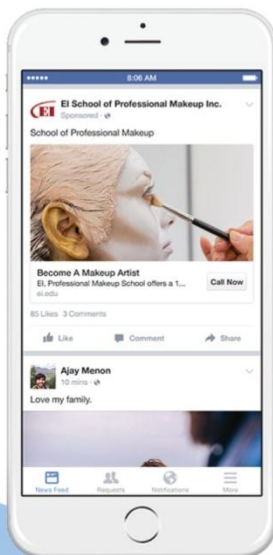 8:06 AM
CEI
EI School of Professional Makeup Inc.
Sponsored
School of Professional Makeup
Become A Makeup Artist
EI, Professional Makeup School offers a 1...
ei.edu
Call Now
85 Likes 3 Comments
Like Comment Share
Ajay Menon
10 mins
Love my family.
News Feed Requests Notifications More